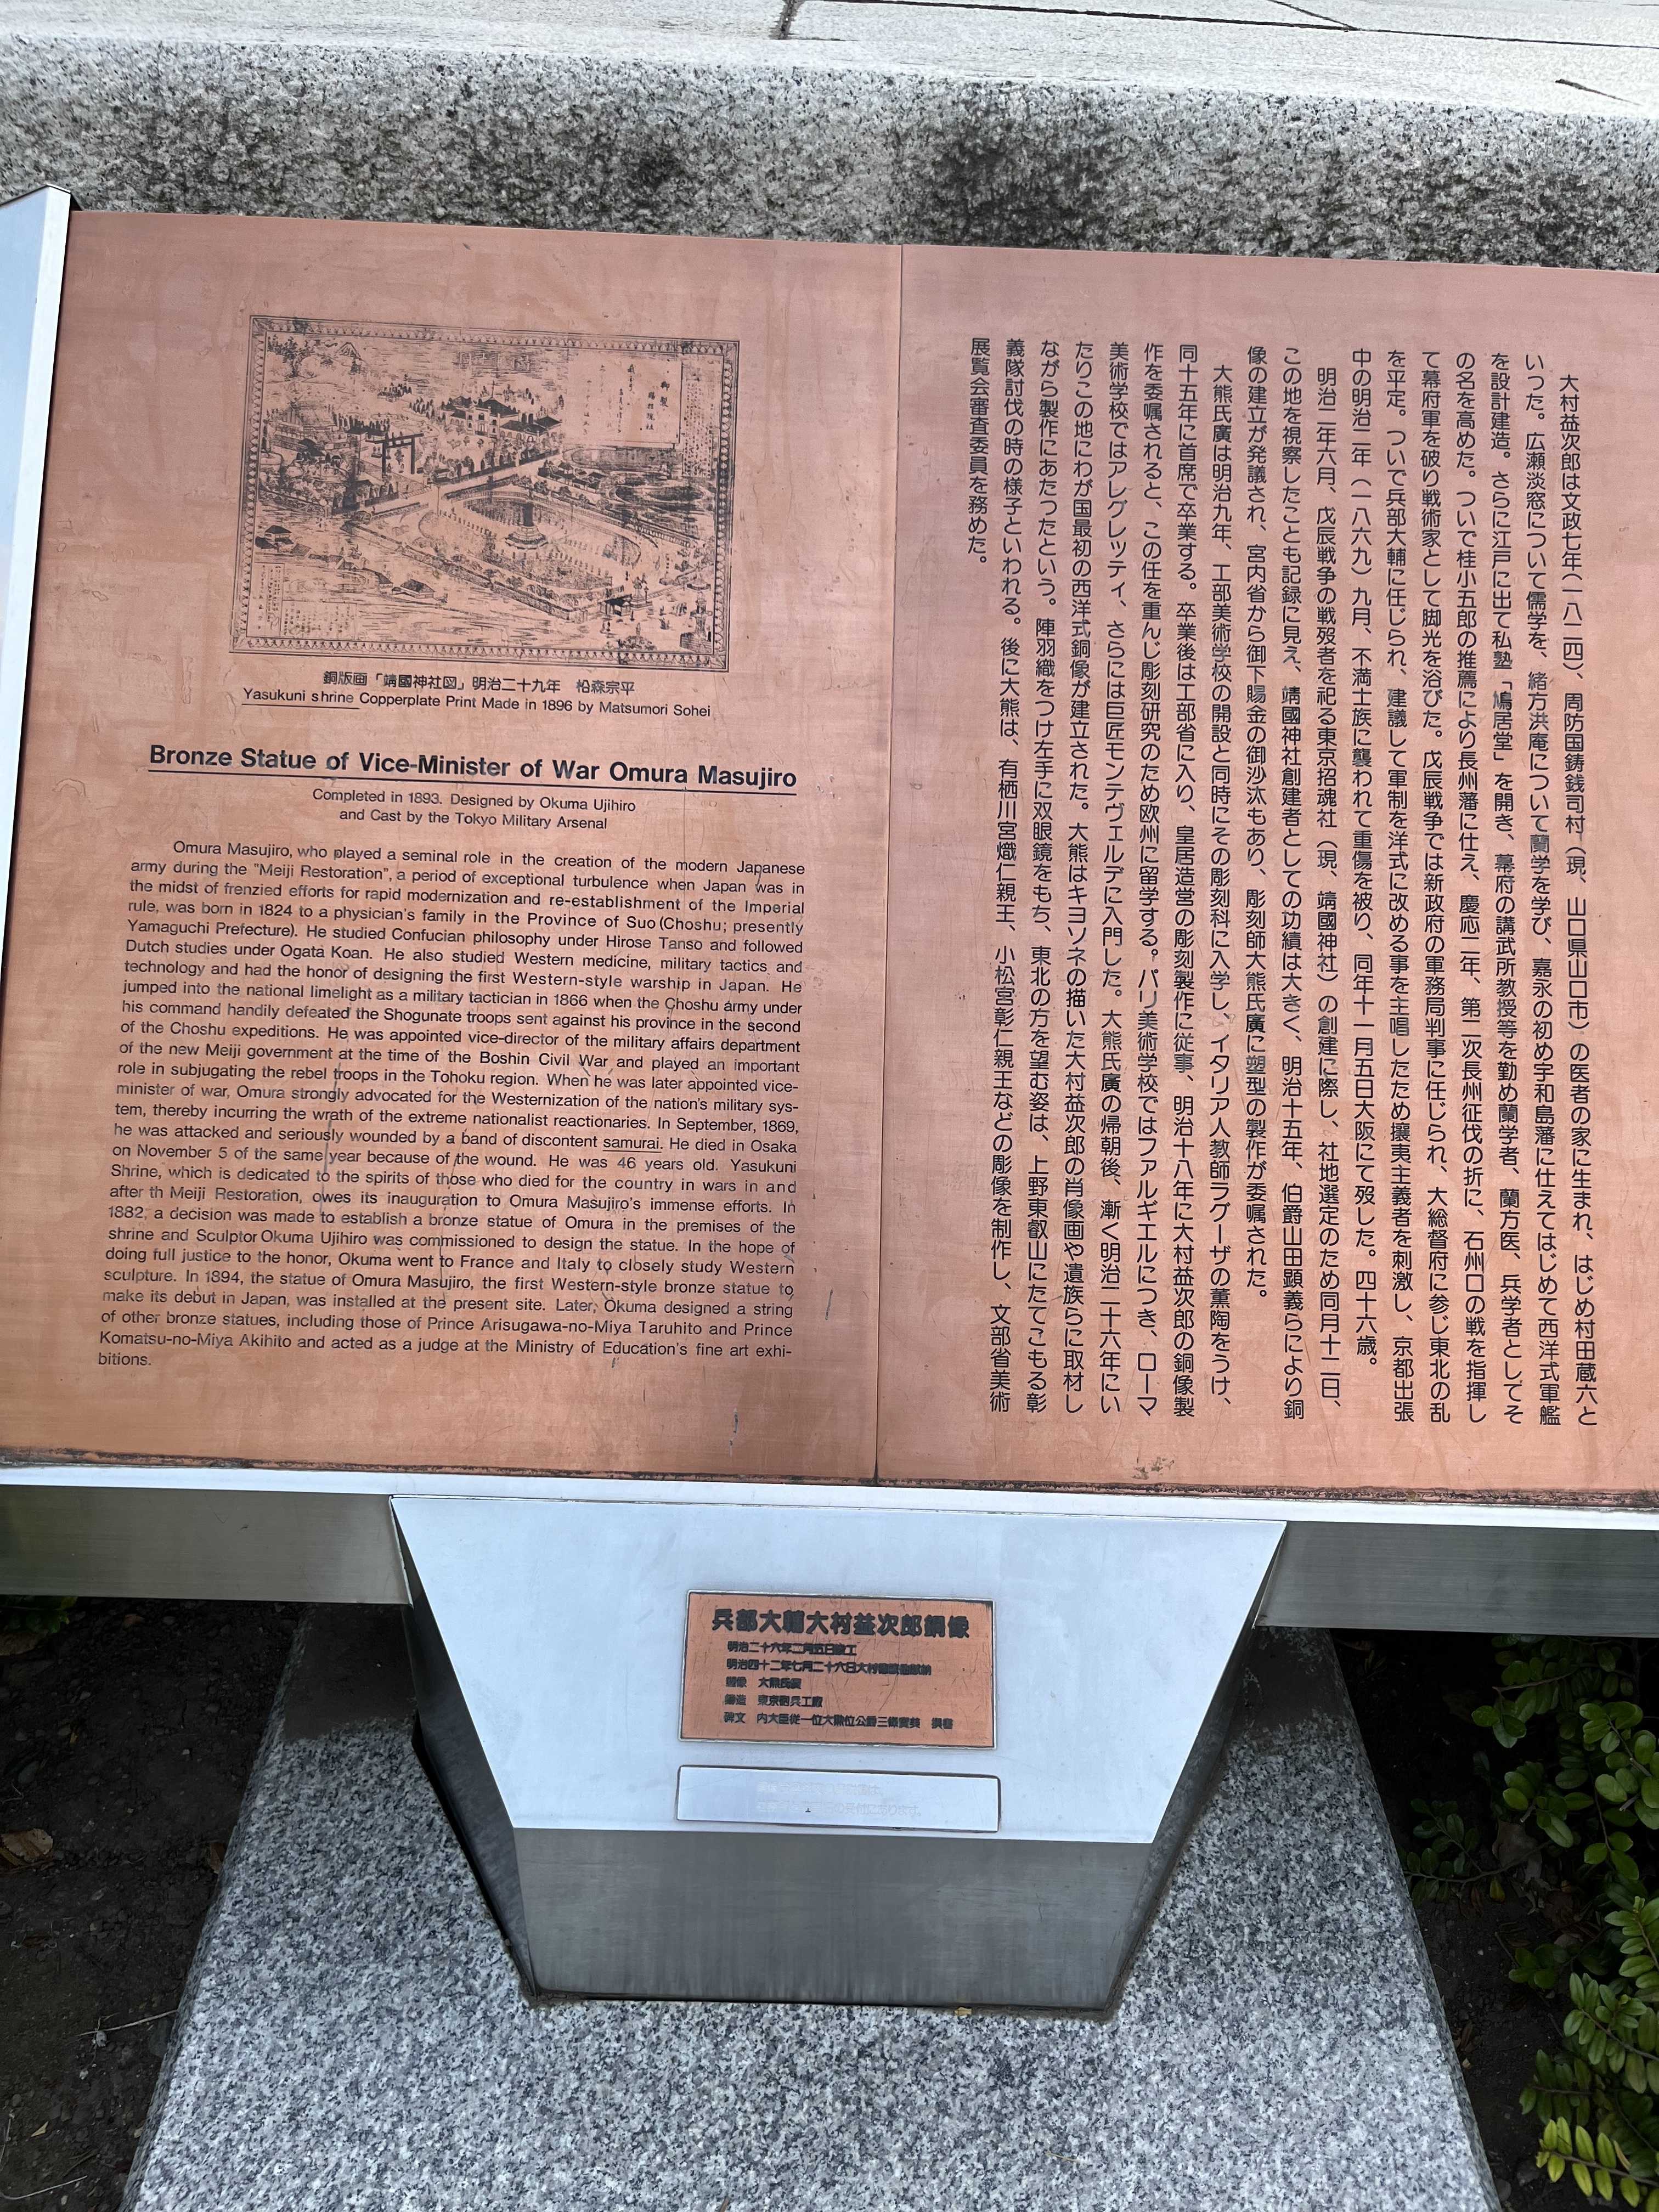 銅版画「靖國神社図」明治二十九年 松森宗平
Yasukuni shrine Copperplate Print Made in 1896 by Matsumori Sohei
Bronze Statue of Vice-Minister of War Omura Masujiro
Completed in 1893. Designed by Okuma Ujihiro
and Cast by the Tokyo Military Arsenal
Omura Masujiro, who played a seminal role in the creation of the modern Japanese
army during the "Meiji Restoration", a period of exceptional turbulence when Japan was in
the midst of frenzied efforts for rapid modernization and re-establishment of the Imperial
rule, was born in 1824 to a physician's family in the Province of Suo (Choshu; presently
Yamaguchi Prefecture). He studied Confucian philosophy under Hirose Tanso and followed
Dutch studies under Ogata Koan. He also studied Western medicine, military tactics and
technology and had the honor of designing the first Western-style warship in Japan. He
jumped into the national limelight as a military tactician in 1866 when the Choshu army under
his command handily defeated the Shogunate troops sent against his province in the second
of the Choshu expeditions. He was appointed vice-director of the military affairs department
of the new Meiji government at the time of the Boshin Civil War and played an important
role in subjugating the rebel troops in the Tohoku region. When he was later appointed vice-
minister of war, Omura strongly advocated for the Westernization of the nation's military sys-
tem, thereby incurring the wrath of the extreme nationalist reactionaries. In September, 1869,
he was attacked and seriously wounded by a band of discontent samurai. He died in Osaka
on November 5 of the same year because of the wound. He was 46 years old. Yasukuni
Shrine, which is dedicated to the spirits of those who died for the country in wars in and
after th Meiji Restoration, owes its inauguration to Omura Masujiro's immense efforts. In
1882, a decision was made to establish a bronze statue of Omura in the premises of the
shrine and Sculptor Okuma Ujihiro was commissioned to design the statue. In the hope of
doing full justice to the honor, Okuma went to France and Italy to closely study Western
sculpture. In 1894, the statue of Omura Masujiro, the first Western-style bronze statue to
make its debut in Japan, was installed at the present site. Later, Okuma designed a string
of other bronze statues, including those of Prince Arisugawa-no-Miya Taruhito and Prince
Komatsu-no-Miya Akihito and acted as a judge at the Ministry of Education's fine art exhi-
bitions.
大村益次郎は文政七年(一八二四)、周防国鋳銭司村(現、山口県山口市)の医者の家に生まれ、はじめ村田蔵六と
いった。広瀬淡窓について儒学を、緒方洪庵について蘭学を学び、嘉永の初め宇和島藩に仕えてはじめて西洋式軍艦
を設計建造。さらに江戸に出て私塾「鳩居堂」を開き、幕府の講武所教授等を勤め蘭学者、蘭方医、兵学者としてそ
の名を高めた。ついで桂小五郎の推薦により長州藩に仕え、慶応二年、第二次長州征伐の折に、石州口の戦を指揮し
て幕府軍を破り戦術家として脚光を浴びた。戊辰戦争では新政府の軍務局判事に任じられ、大総督府に参じ東北の乱
を平定。ついで兵部大輔に任じられ、建議して軍制を洋式に改める事を主唱したため攘夷主義者を刺激し、京都出張
中の明治二年(一八六九)九月、不満士族に襲われて重傷を被り、同年十一月五日大阪にて歿した。四十六歳。
明治二年六月、戊辰戦争の戦歿者を祀る東京招魂社(現、靖國神社)の創建に際し、社地選定のため同月十二日、
この地を視察したことも記録に見え、靖國神社創建者としての功績は大きく、明治十五年、伯爵山田顕義らにより銅
像の建立が発議され、宮内省から御下賜金の御沙汰もあり、彫刻師大熊氏廣に塑型の製作が委嘱された。
大熊氏廣は明治九年、工部美術学校の開設と同時にその彫刻科に入学し、イタリア人教師ラグーザの薫陶をうけ、
同十五年に首席で卒業する。卒業後は工部省に入り、皇居造営の彫刻製作に従事、明治十八年に大村益次郎の銅像製
作を委嘱されると、この任を重んじ彫刻研究のため欧州に留学する。パリ美術学校ではファルギエルにつき、ローマ
美術学校ではアレグレッティ、さらには巨匠モンテヴェルデに入門した。大熊氏廣の帰朝後、漸く明治二十六年にい
たりこの地にわが国最初の西洋式銅像が建立された。大熊はキヨソネの描いた大村益次郎の肖像画や遺族らに取材し
ながら製作にあたったという。陣羽織をつけ左手に双眼鏡をもち、東北の方を望む姿は、上野東叡山にたてこもる彰
義隊討伐の時の様子といわれる。後に大熊は、有栖川宮熾仁親王、小松宮彰仁親王などの彫像を制作し、文部省美術
展覧会審査委員を務めた。
兵部大輔大村益次郎銅像
明治二十六年二月五日竣工
明治四十二年七月二十六日大村
大熊氏廣
鋳造 東京砲兵工廠
碑文 内大臣従一位大勲位公爵三條實美 撰書